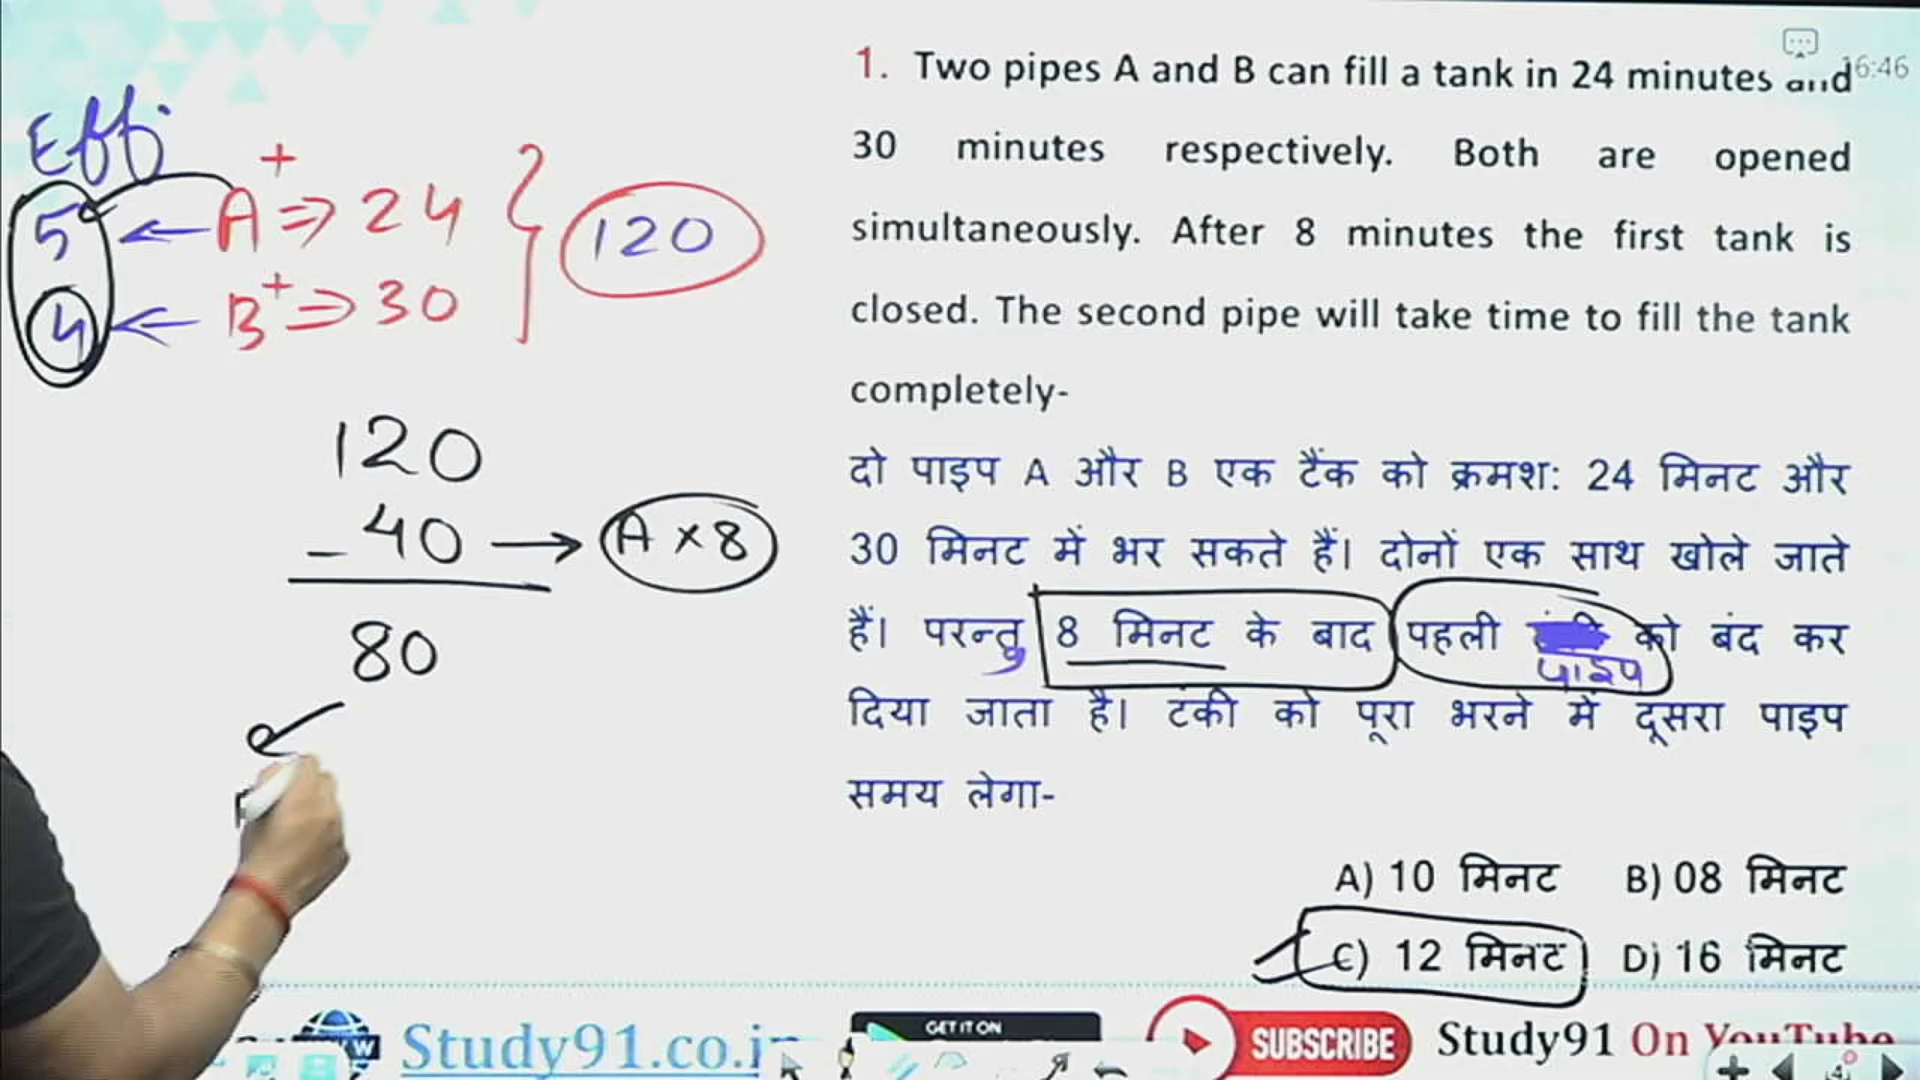 Effi
5 ← A+ ⇒ 24
4 ← B+ ⇒ 30
120
120
- 40 → A × 8
80
1. Two pipes A and B can fill a tank in 24 minutes and
30 minutes respectively. Both are opened
simultaneously. After 8 minutes the first tank is
closed. The second pipe will take time to fill the tank
completely-
दो पाइप A और B एक टैंक को क्रमश: 24 मिनट और
30 मिनट में भर सकते हैं। दोनों एक साथ खोले जाते
हैं। परन्तु 8 मिनट के बाद पहली को बंद कर
पाइप
दिया जाता है। टंकी को पूरा भरने में दूसरा पाइप
समय लेगा-
A) 10 मिनट B) 08 मिनट
C) 12 मिनट D) 16 मिनट
16:46
W Study91.co.i
GET IT ON
SUBSCRIBE
Study91 On YouTube